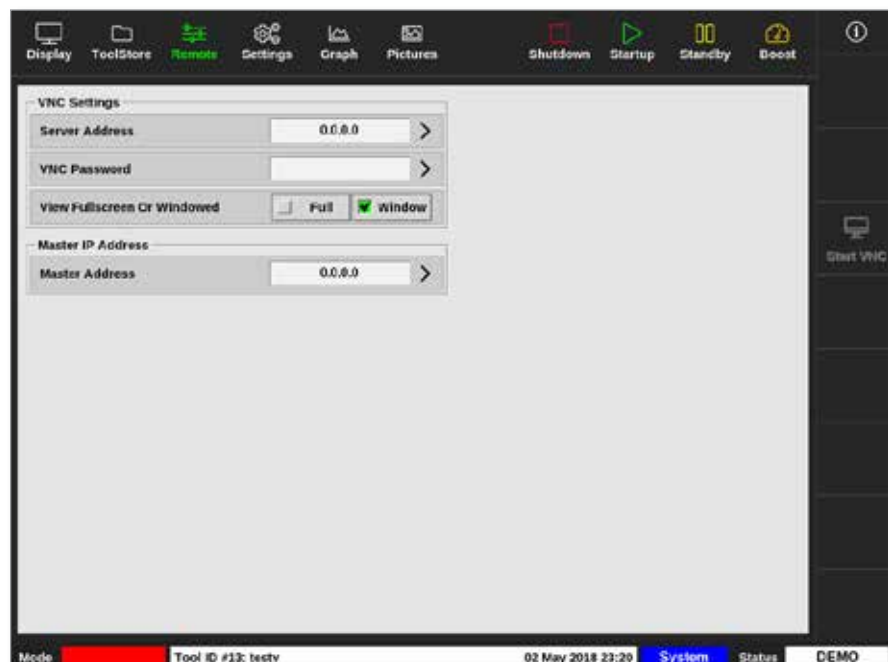 Display ToolStore Remote Settings Graph Pictures Shutdown Startup Standby Boost
VNC Settings
Server Address 0.0.0.0
VNC Password
View Fullscreen Or Windowed Full Window
Start VNC
Master IP Address
Master Address 0.0.0.0
Mode Tool ID #13: testv 02 May 2018 23:20 System Status DEMO